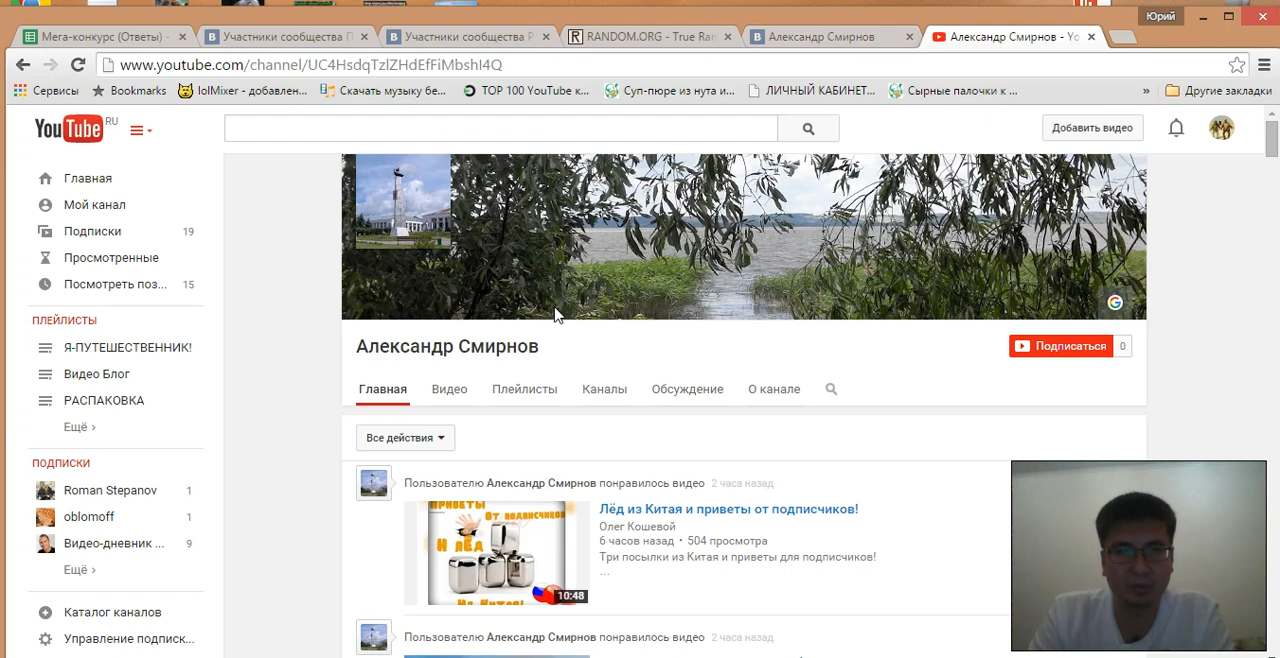 Юрий
Мега-конкурс (Ответы) -
Участники сообщества П
Участники сообщества Р
RANDOM.ORG - True Ran
Александр Смирнов
Александр Смирнов - Yo
www.youtube.com/channel/UC4HsdqTzlZHdEfFiMbshI4Q
Сервисы
Bookmarks
lolMixer - добавлен...
Скачать музыку бе...
TOP 100 YouTube к...
Суп-пюре из нута и...
ЛИЧНЫЙ КАБИНЕТ...
Сырные палочки к ...
»
Другие закладки
YouTube RU
Добавить видео
Главная
Мой канал
Подписки 19
Просмотренные
Посмотреть поз... 15
ПЛЕЙЛИСТЫ
Я-ПУТЕШЕСТВЕННИК!
Видео Блог
РАСПАКОВКА
Ещё ›
ПОДПИСКИ
Roman Stepanov 1
oblomoff 1
Видео-дневник ... 9
Ещё ›
Каталог каналов
Управление подписк...
Александр Смирнов
Подписаться 0
Главная
Видео
Плейлисты
Каналы
Обсуждение
О канале
Все действия
Пользователю Александр Смирнов понравилось видео 2 часа назад
ПРИВЕТЫ
От подписчиков
И ЛЁД
Из Китая!
10:48
Лёд из Китая и приветы от подписчиков!
Олег Кошевой
6 часов назад • 504 просмотра
Три посылки из Китая и приветы для подписчиков!
...
Пользователю Александр Смирнов понравилось видео 2 часа назад